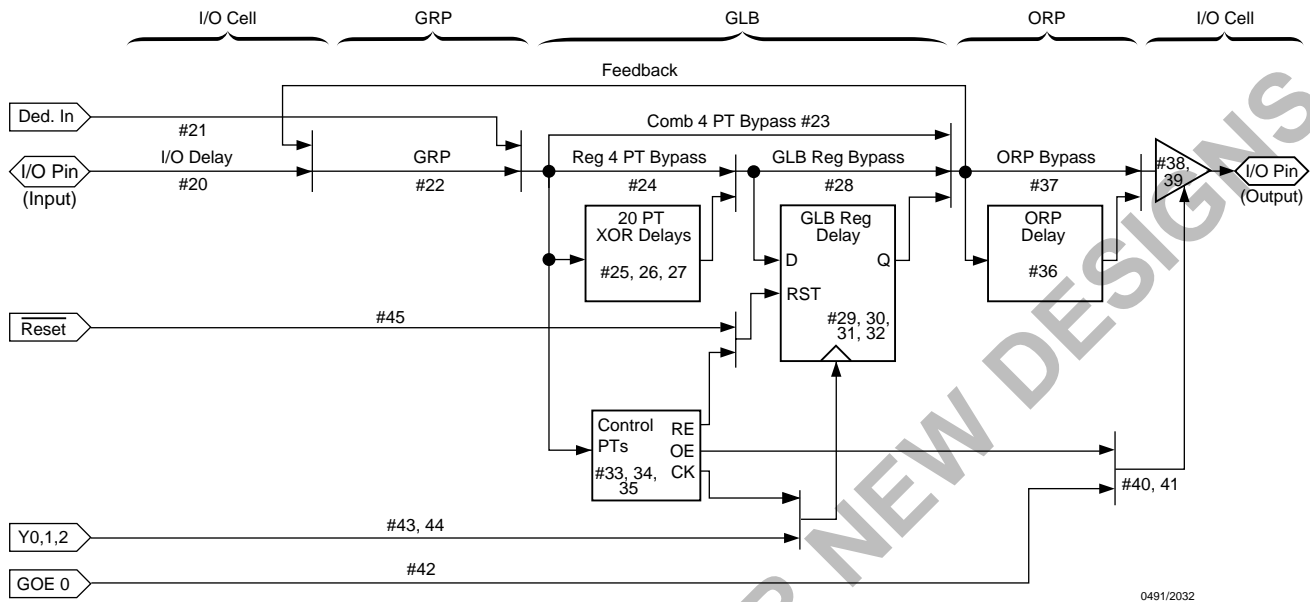 I/O Cell
GRP
GLB
ORP
I/O Cell
Feedback
Ded. In
#21
Comb 4 PT Bypass #23
I/O Pin
(Input)
I/O Delay
#20
GRP
#22
Reg 4 PT Bypass
#24
GLB Reg Bypass
#28
ORP Bypass
#37
#38,
39
I/O Pin
(Output)
20 PT
XOR Delays
#25, 26, 27
GLB Reg
Delay
D
Q
RST
#29, 30,
31, 32
ORP
Delay
#36
Reset
#45
Control
PTs
#33, 34,
35
RE
OE
CK
#40, 41
Y0,1,2
#43, 44
GOE 0
#42
0491/2032
NEW DESIGNS